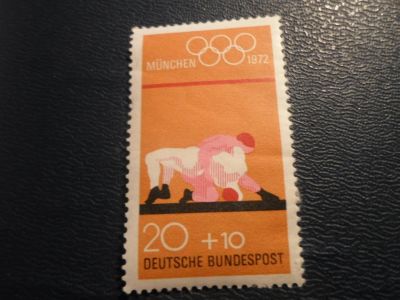 MÜNCHEN 1972
20 +10
DEUTSCHE BUNDESPOST